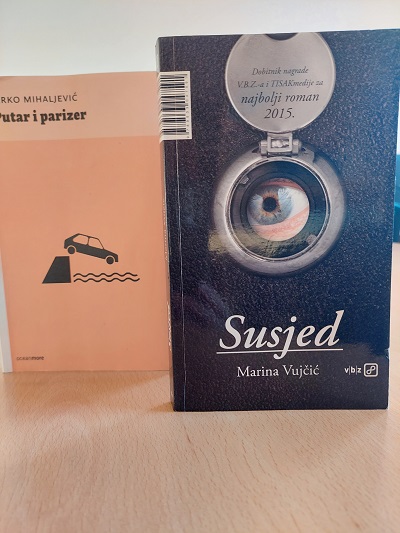 RKO MIHALJEVIĆ
Putar i parizer
Dobitnik nagrade
V.B.Z.-a i TISAKmedije za
najbolji roman
2015.
Susjed
Marina Vujčić
v|b|z